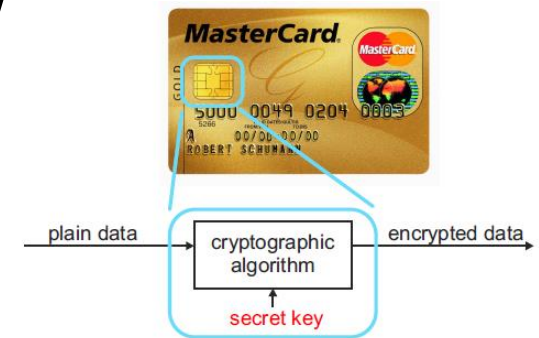 MasterCard
MasterCard
GOLD
5000 0049 0204 0003
5266
00/00 00/00
ROBERT SCHUMANN
plain data
cryptographic
algorithm
encrypted data
secret key